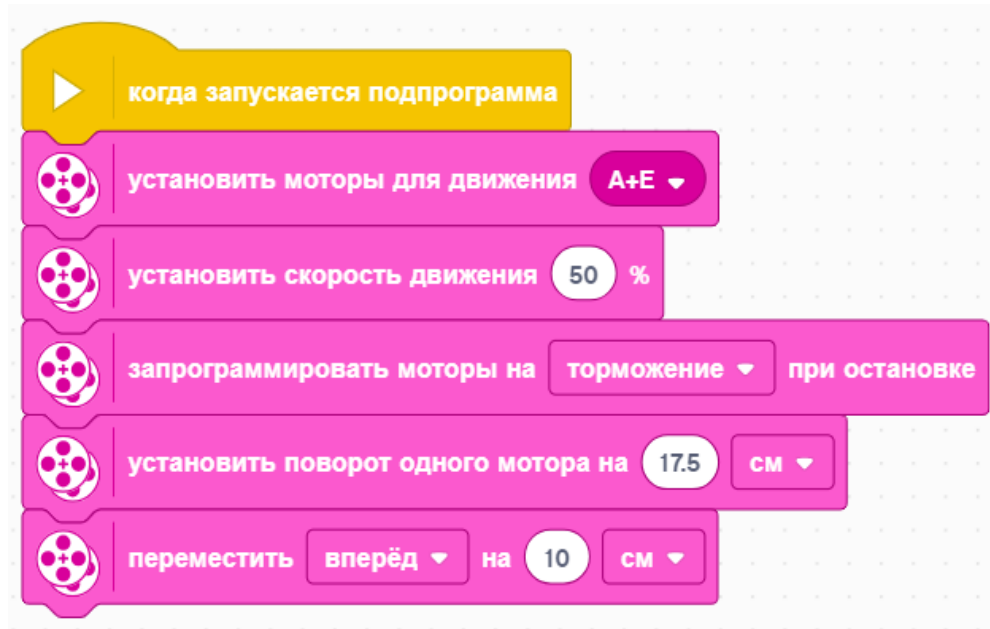 когда запускается подпрограмма
установить моторы для движения A+E
установить скорость движения 50 %
запрограммировать моторы на торможение при остановке
установить поворот одного мотора на 17.5 см
переместить вперёд на 10 см